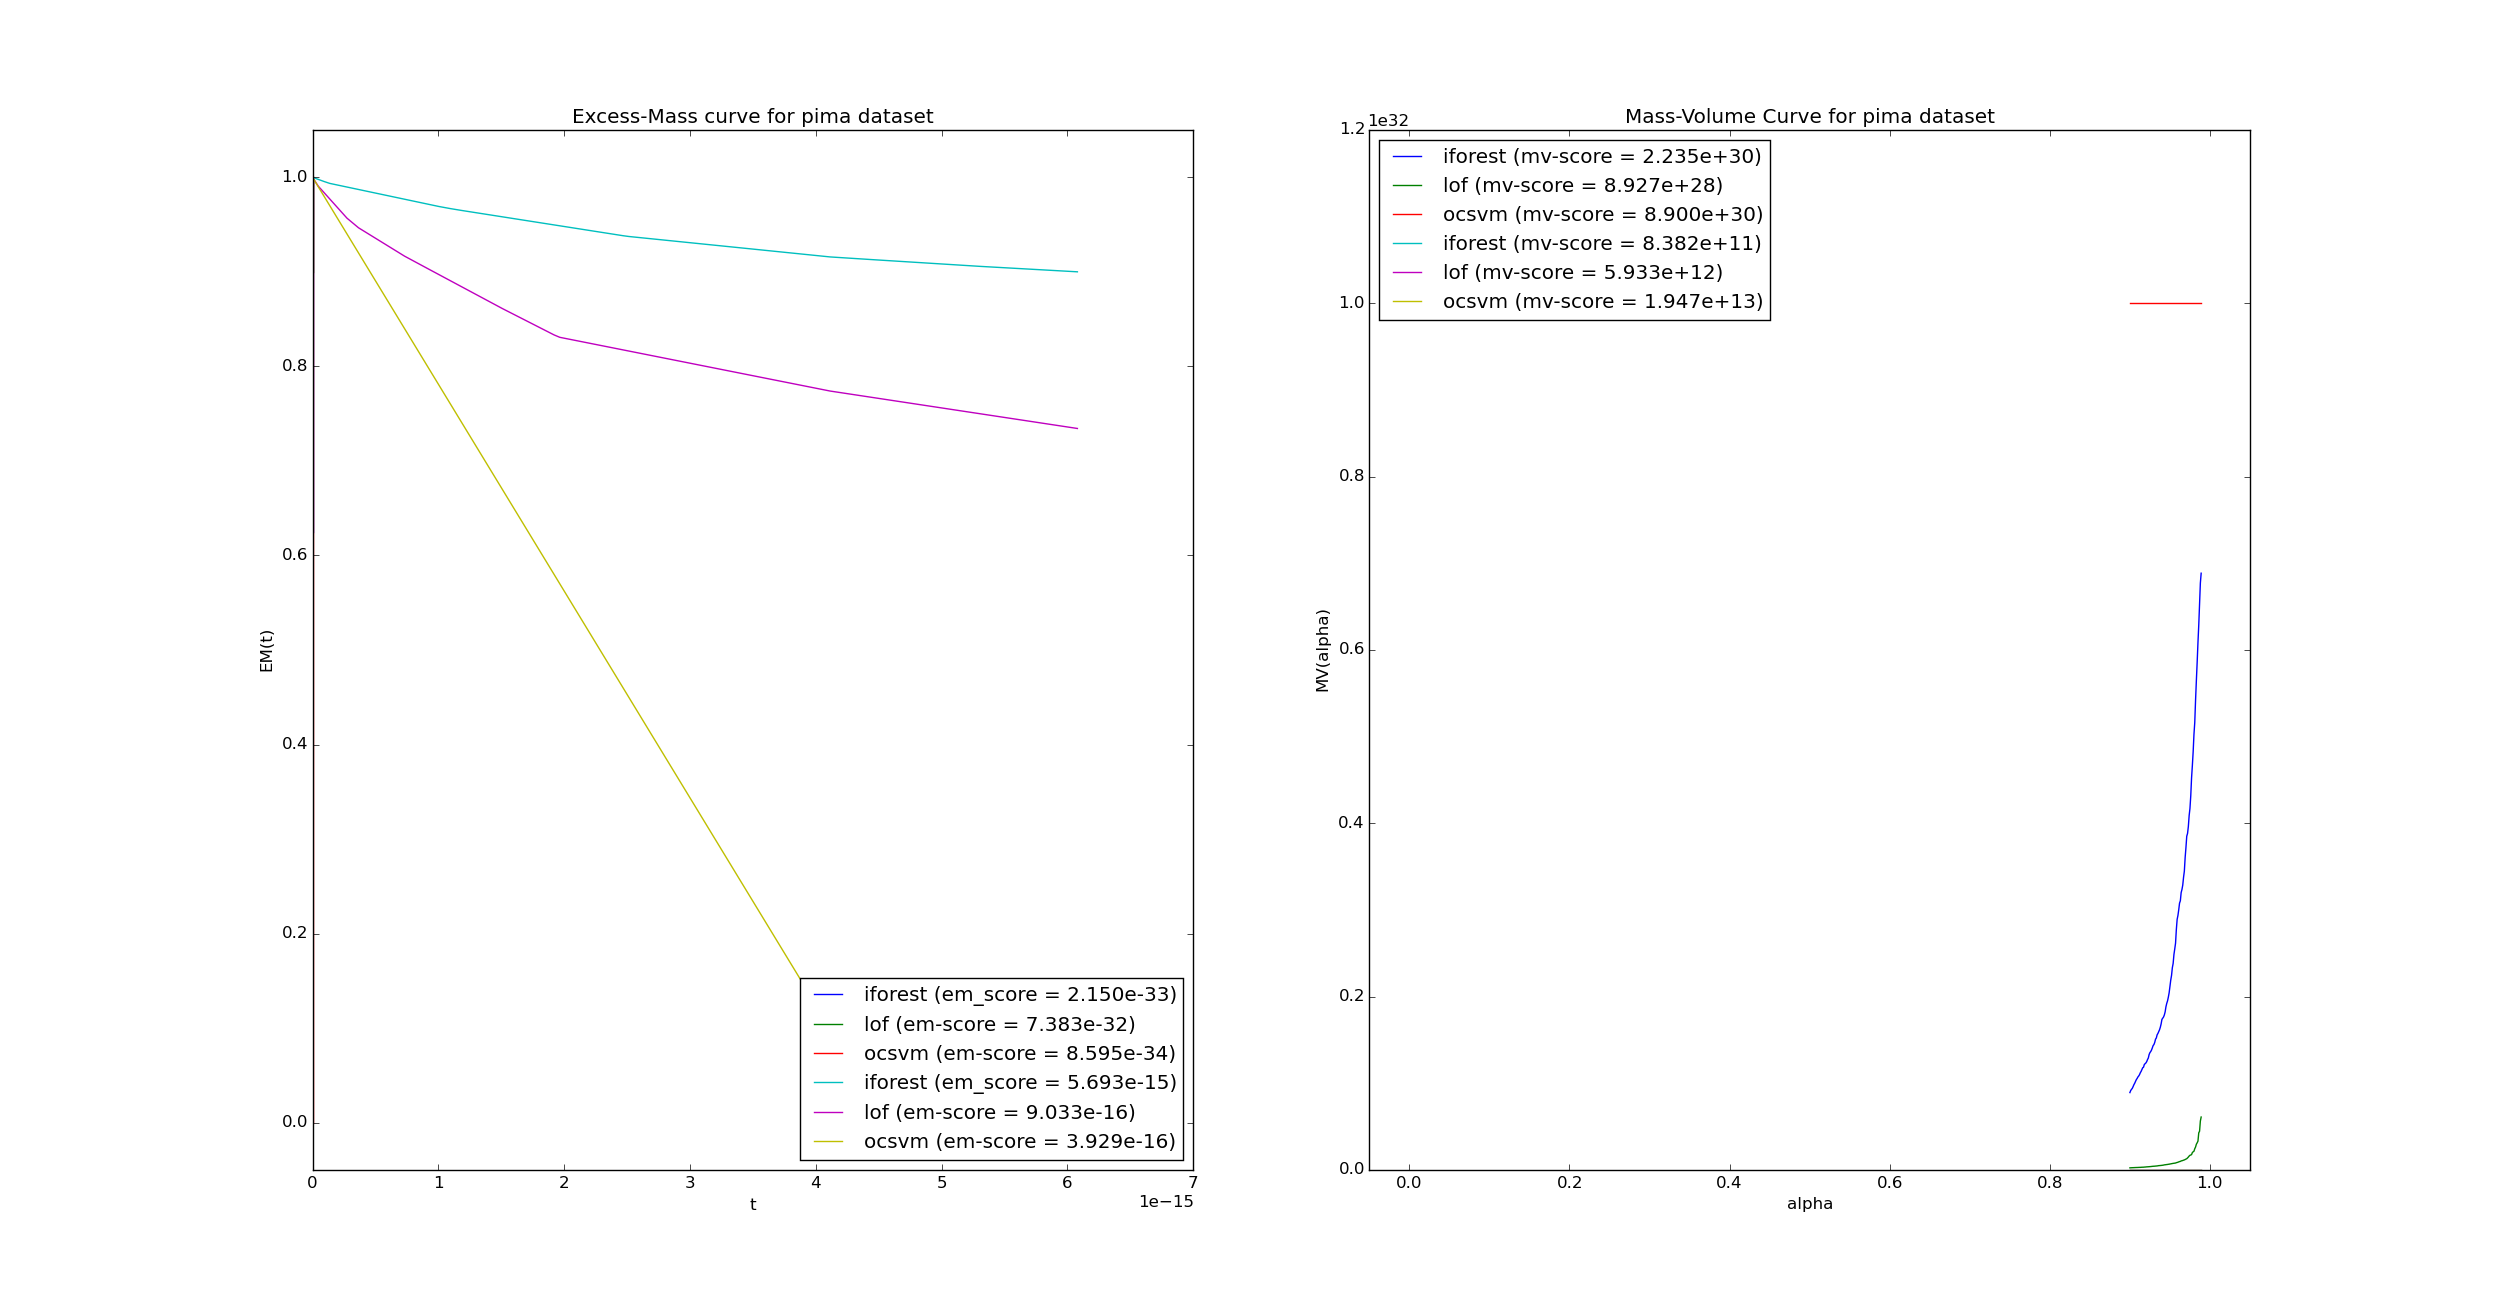 Excess-Mass curve for pima dataset
1.0
0.8
0.6
0.4
0.2
0.0
EM(t)
0 1 2 3 4 5 6 7
1e−15
t
iforest (em_score = 2.150e-33)
lof (em-score = 7.383e-32)
ocsvm (em-score = 8.595e-34)
iforest (em_score = 5.693e-15)
lof (em-score = 9.033e-16)
ocsvm (em-score = 3.929e-16)
Mass-Volume Curve for pima dataset
1e32
1.2
1.0
0.8
0.6
0.4
0.2
0.0
MV(alpha)
0.0 0.2 0.4 0.6 0.8 1.0
alpha
iforest (mv-score = 2.235e+30)
lof (mv-score = 8.927e+28)
ocsvm (mv-score = 8.900e+30)
iforest (mv-score = 8.382e+11)
lof (mv-score = 5.933e+12)
ocsvm (mv-score = 1.947e+13)